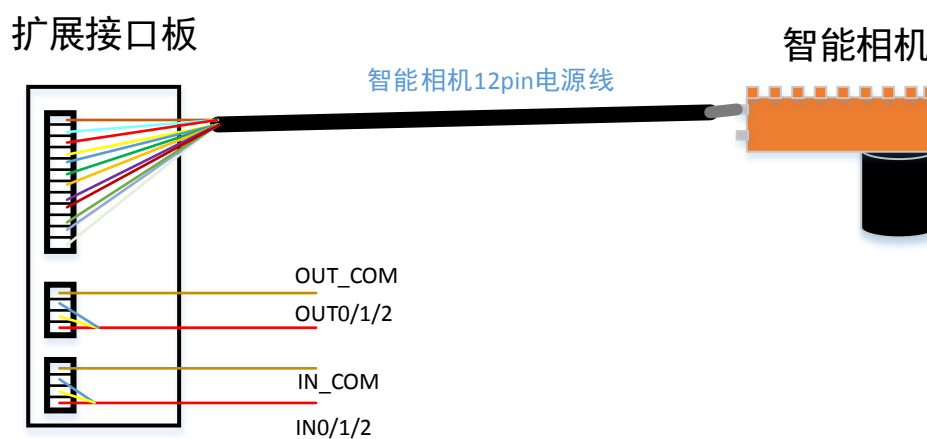 扩展接口板
智能相机
智能相机12pin电源线
OUT_COM
OUT0/1/2
IN_COM
IN0/1/2